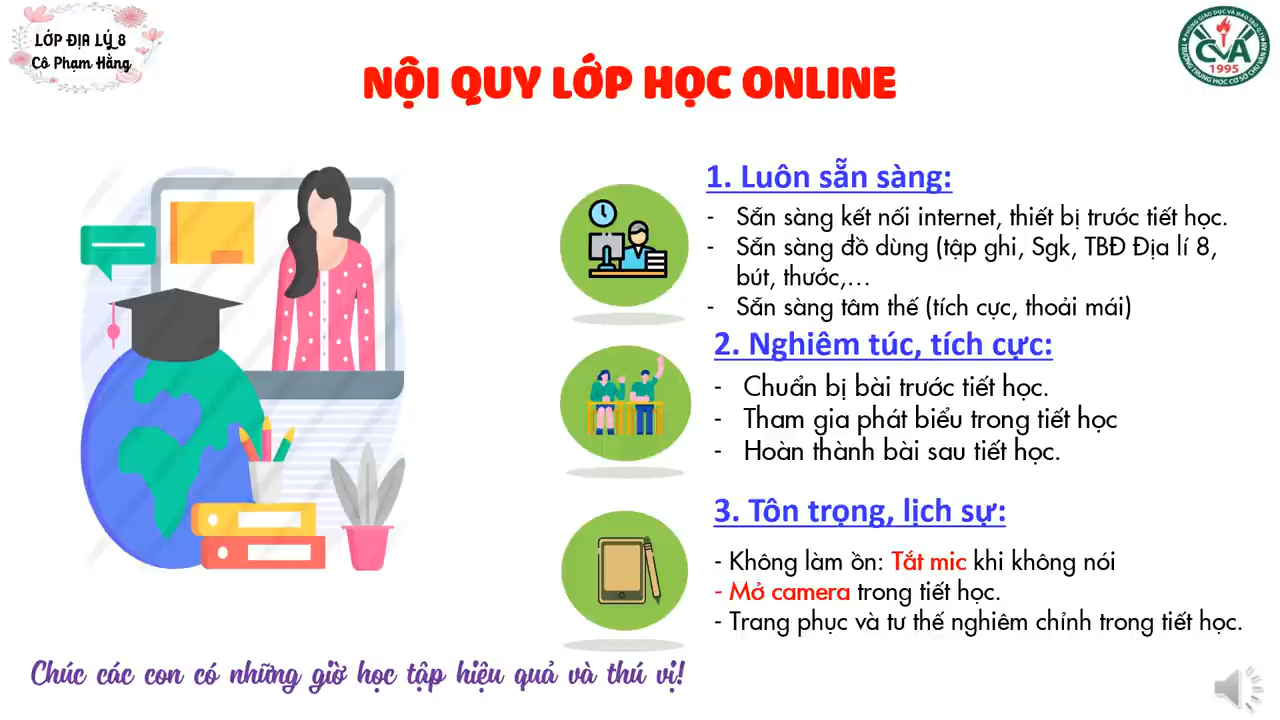 LỚP ĐỊA LÝ 8
Cô Phạm Hằng
CVA
1995
NỘI QUY LỚP HỌC ONLINE
1. Luôn sẵn sàng:
- Sẵn sàng kết nối internet, thiết bị trước tiết học.
- Sẵn sàng đồ dùng (tập ghi, Sgk, TBĐ Địa lí 8,
bút, thước,...
- Sẵn sàng tâm thế (tích cực, thoải mái)
2. Nghiêm túc, tích cực:
- Chuẩn bị bài trước tiết học.
- Tham gia phát biểu trong tiết học
- Hoàn thành bài sau tiết học.
3. Tôn trọng, lịch sự:
- Không làm ồn: Tắt mic khi không nói
- Mở camera trong tiết học.
- Trang phục và tư thế nghiêm chỉnh trong tiết học.
Chúc các con có những giờ học tập hiệu quả và thú vị!